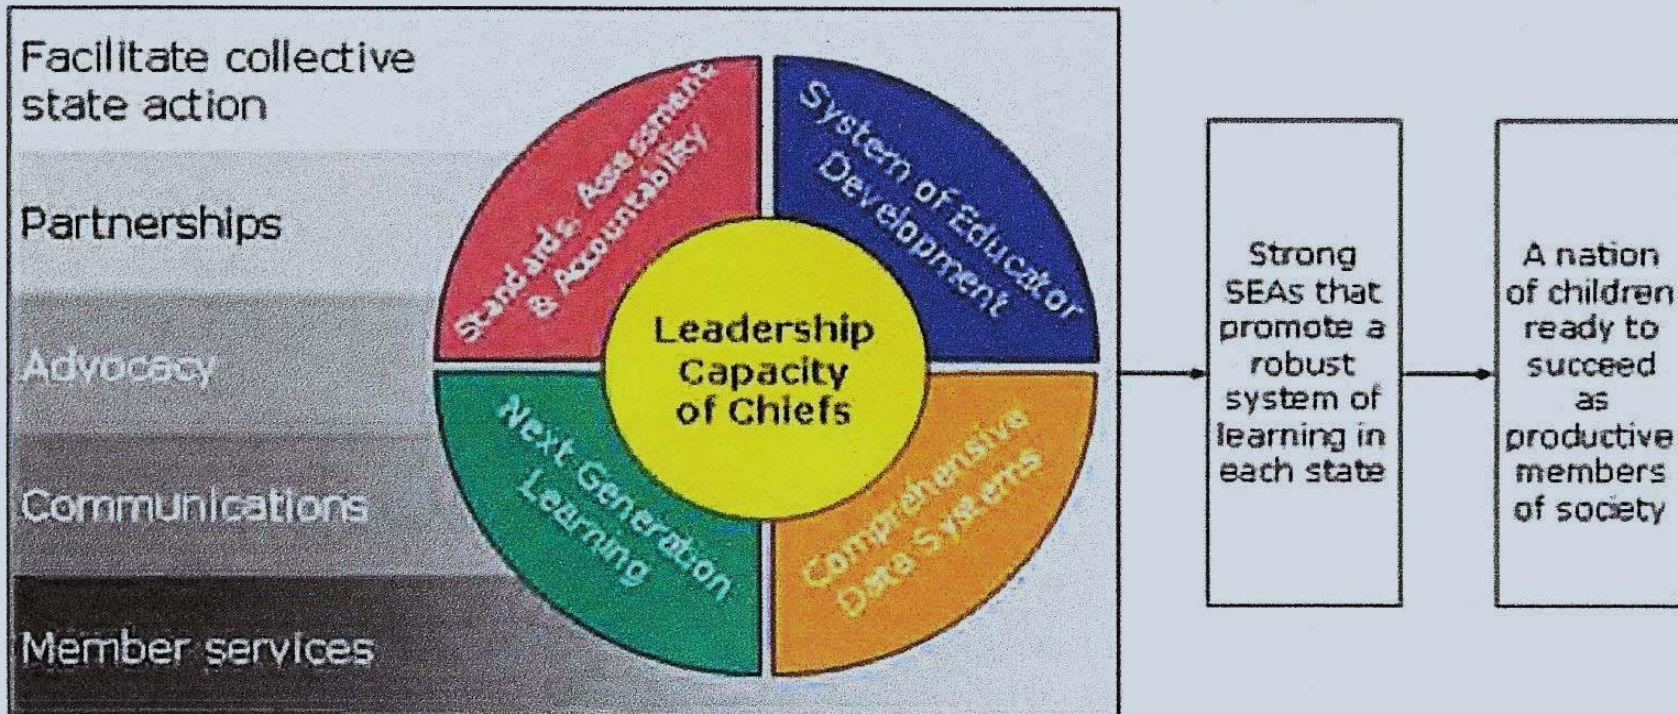 Facilitate collective
state action
Partnerships
Advocacy
Communications
Member services
Standards, Assessment
& Accountability
System of Educator
Development
Leadership
Capacity
of Chiefs
Next Generation
Learning
Comprehensive
Data Systems
Strong
SEAs that
promote a
robust
system of
learning in
each state
A nation
of children
ready to
succeed
as
productive
members
of society